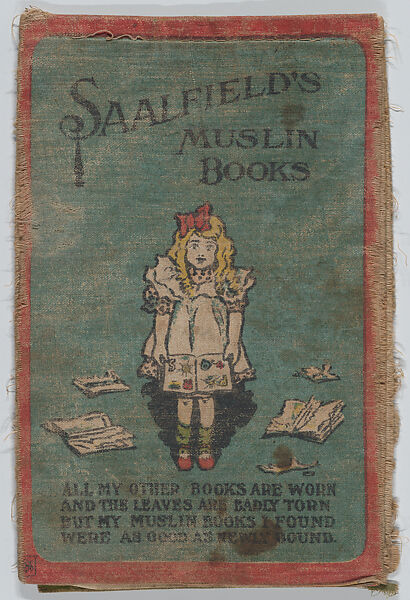 SAALFIELD'S
MUSLIN
BOOKS
ALL MY OTHER BOOKS ARE WORN
AND THE LEAVES ARE BADLY TORN
BUT MY MUSLIN BOOKS I FOUND
WERE AS GOOD AS NEWLY BOUND.